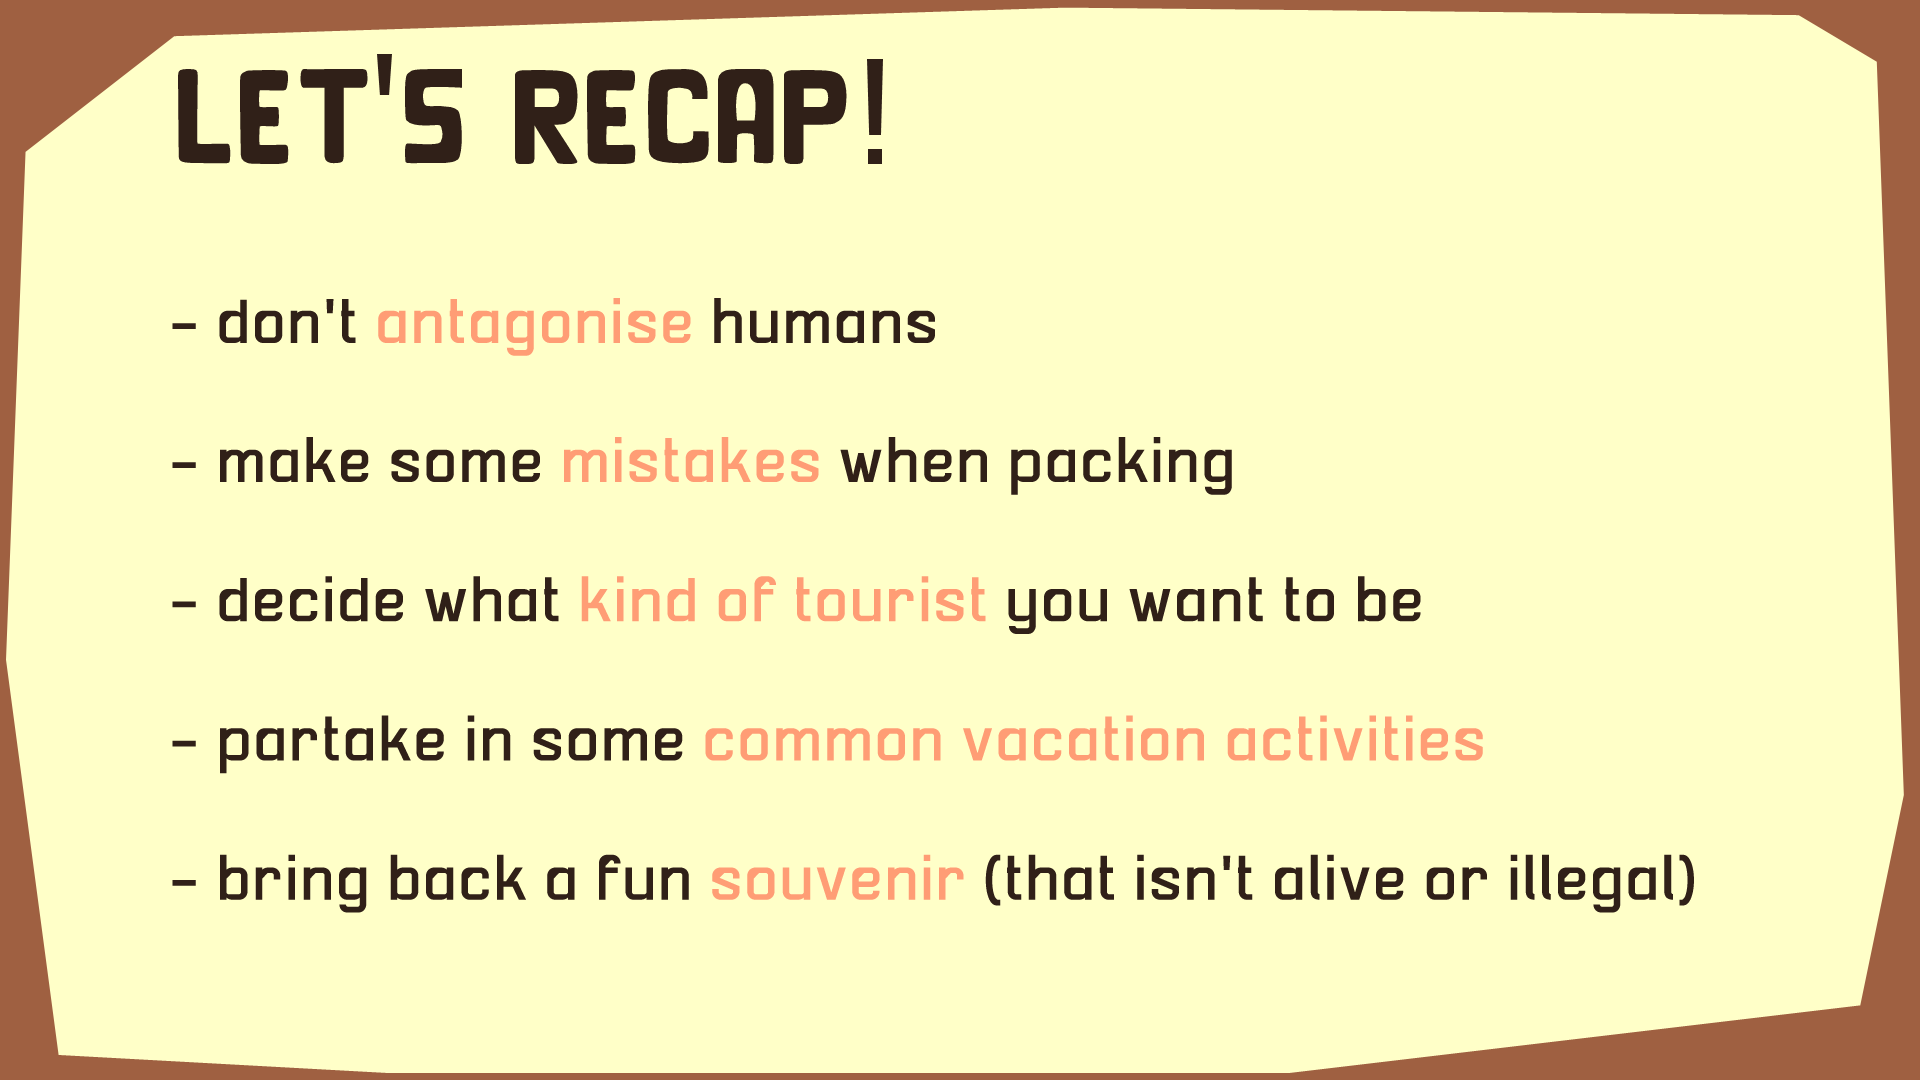 LET'S RECAP!
- don't antagonise humans
- make some mistakes when packing
- decide what kind of tourist you want to be
- partake in some common vacation activities
- bring back a fun souvenir (that isn't alive or illegal)